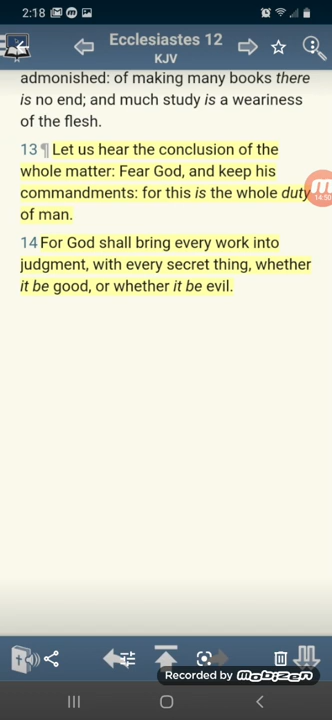 2:18
Ecclesiastes 12
KJV
admonished: of making many books there
is no end; and much study is a weariness
of the flesh.
13 ¶ Let us hear the conclusion of the
whole matter: Fear God, and keep his
commandments: for this is the whole duty
of man.
14 For God shall bring every work into
judgment, with every secret thing, whether
it be good, or whether it be evil.
14:50
Recorded by mobizen